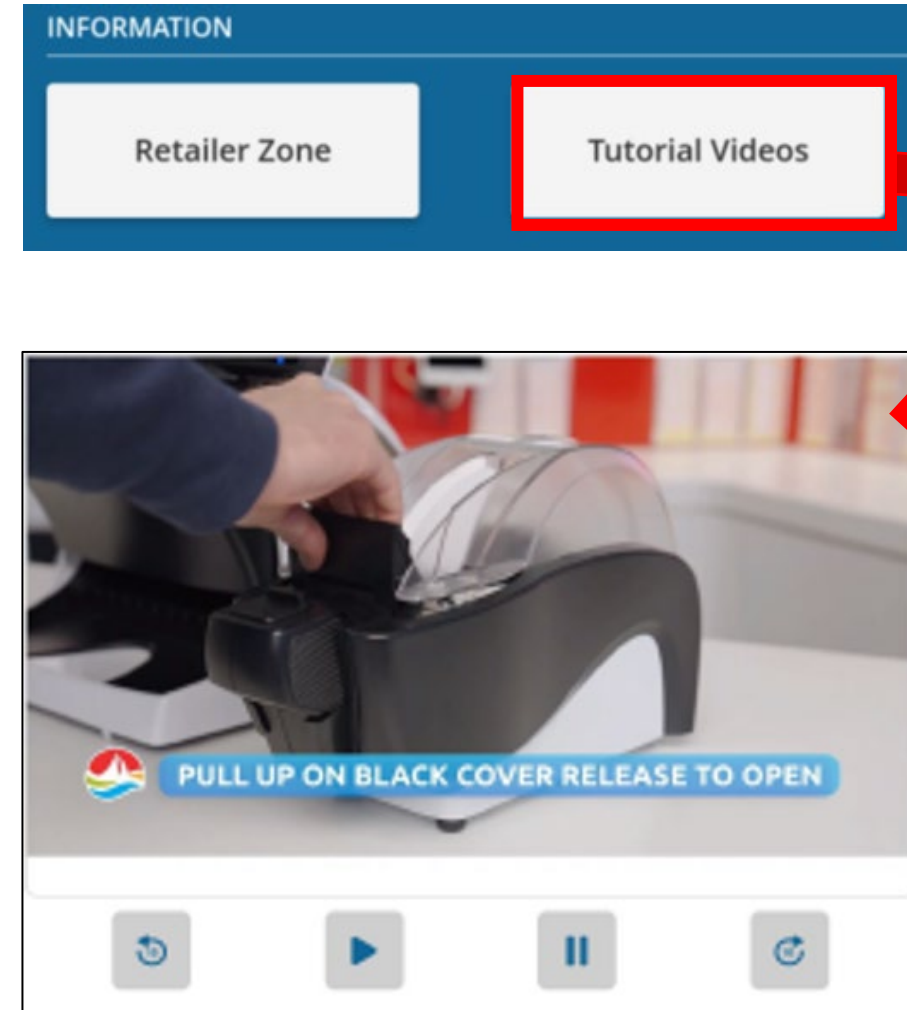 INFORMATION
Retailer Zone
Tutorial Videos
PULL UP ON BLACK COVER RELEASE TO OPEN